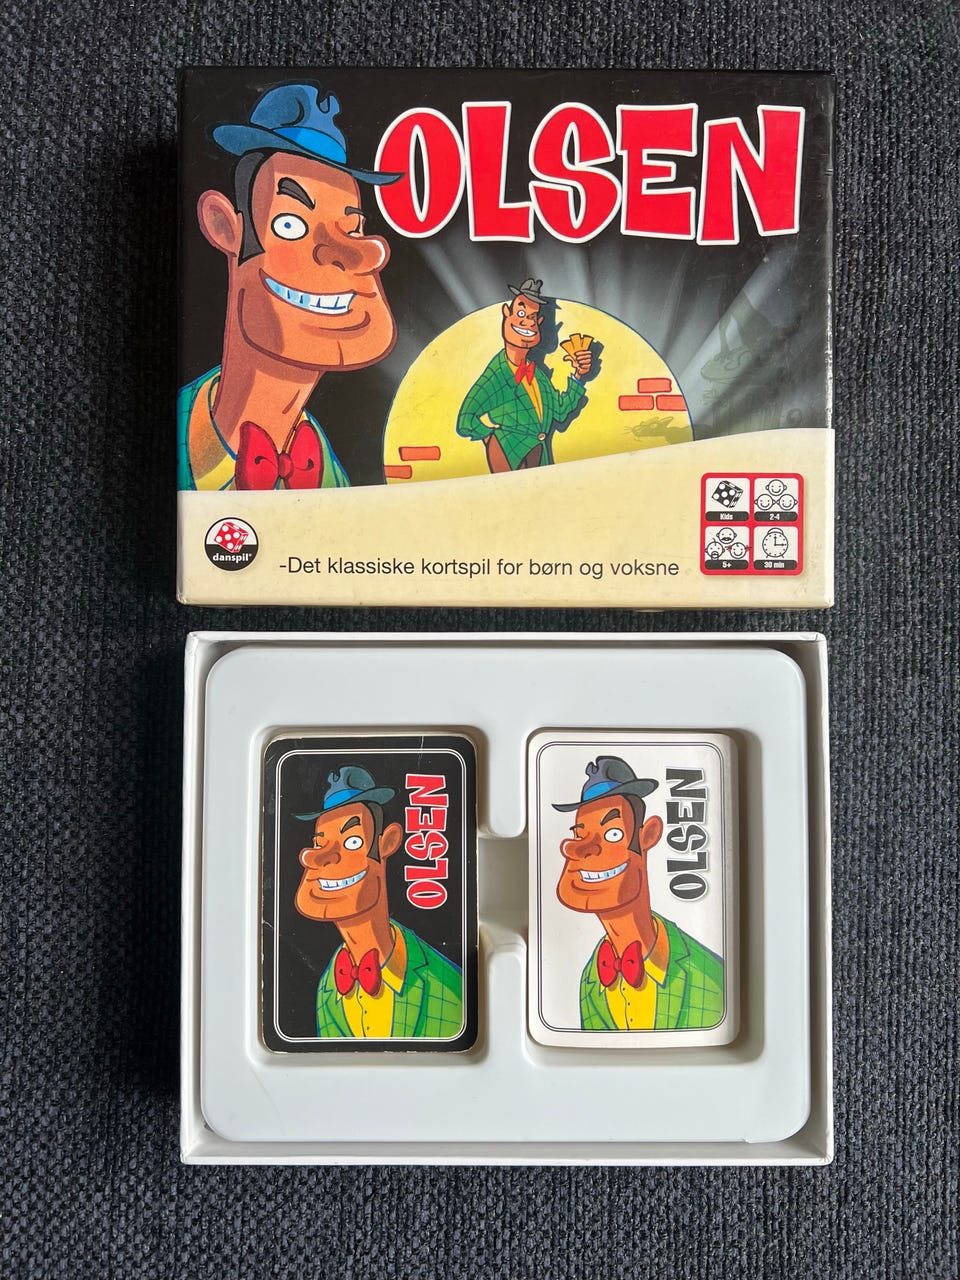 OLSEN
danspil®
-Det klassiske kortspil for børn og voksne
Kids
2-4
5+
30 min
OLSEN
OLSEN